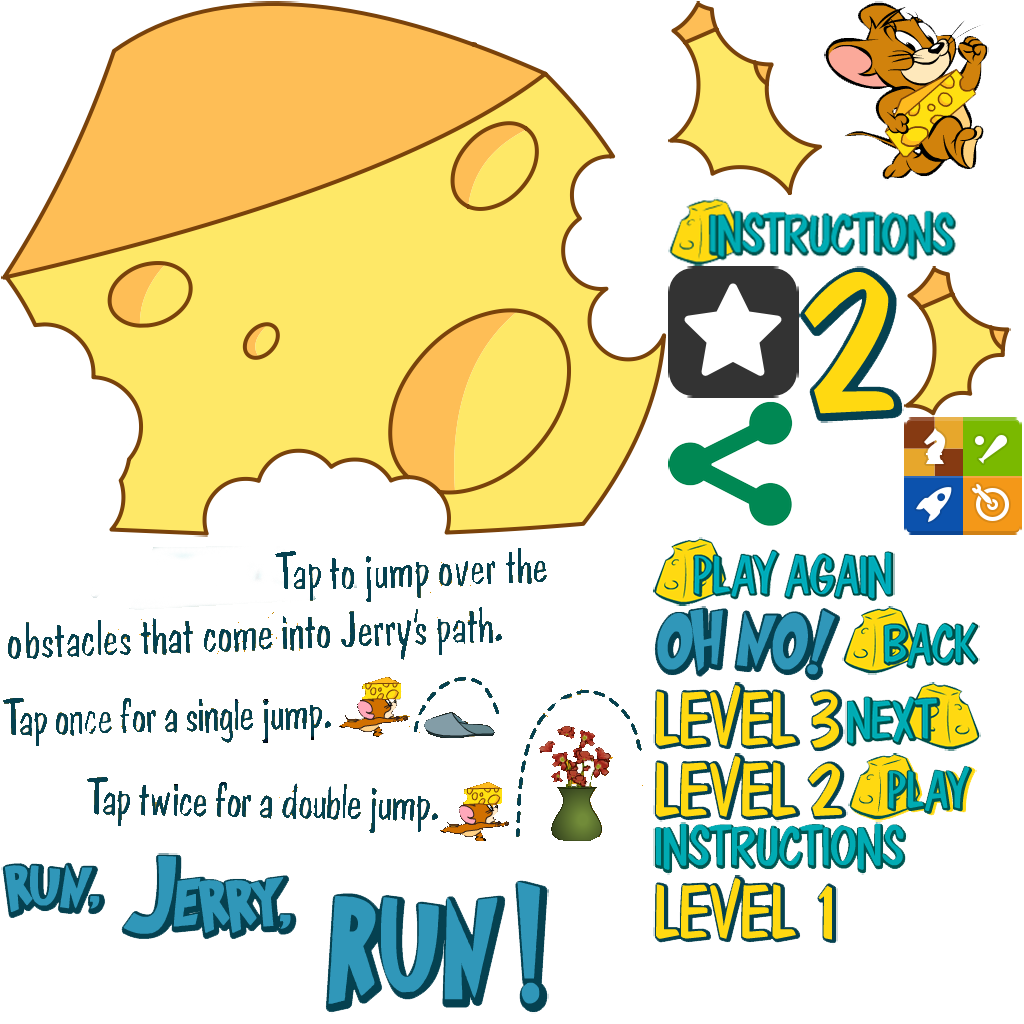 INSTRUCTIONS
2
Tap to jump over the
obstacles that come into Jerry's path.
Tap once for a single jump.
Tap twice for a double jump.
RUN, JERRY, RUN!
PLAY AGAIN
OH NO!
BACK
LEVEL 3
NEXT
LEVEL 2
PLAY
INSTRUCTIONS
LEVEL 1